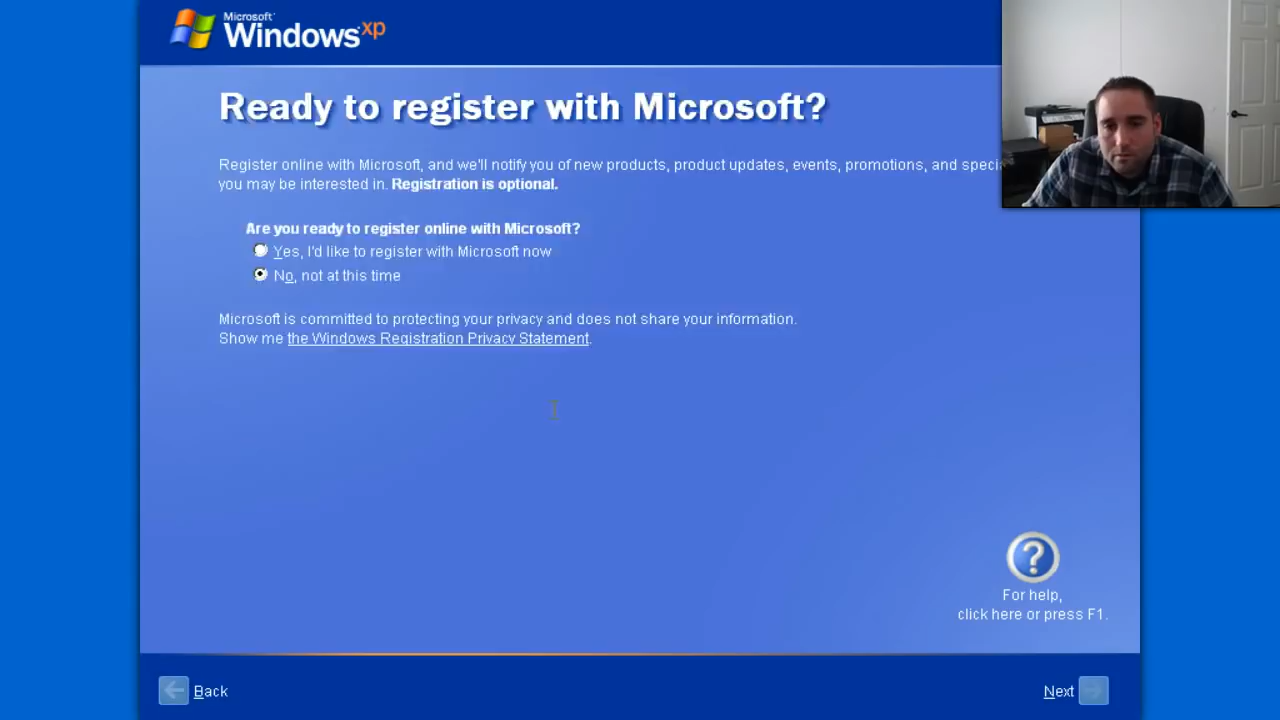 Microsoft
Windows xp
Ready to register with Microsoft?
Register online with Microsoft, and we'll notify you of new products, product updates, events, promotions, and
you may be interested in. Registration is optional.
Are you ready to register online with Microsoft?
Yes, I'd like to register with Microsoft now
No, not at this time
Microsoft is committed to protecting your privacy and does not share your information.
Show me the Windows Registration Privacy Statement.
?
For help,
click here or press F1.
Back
Next